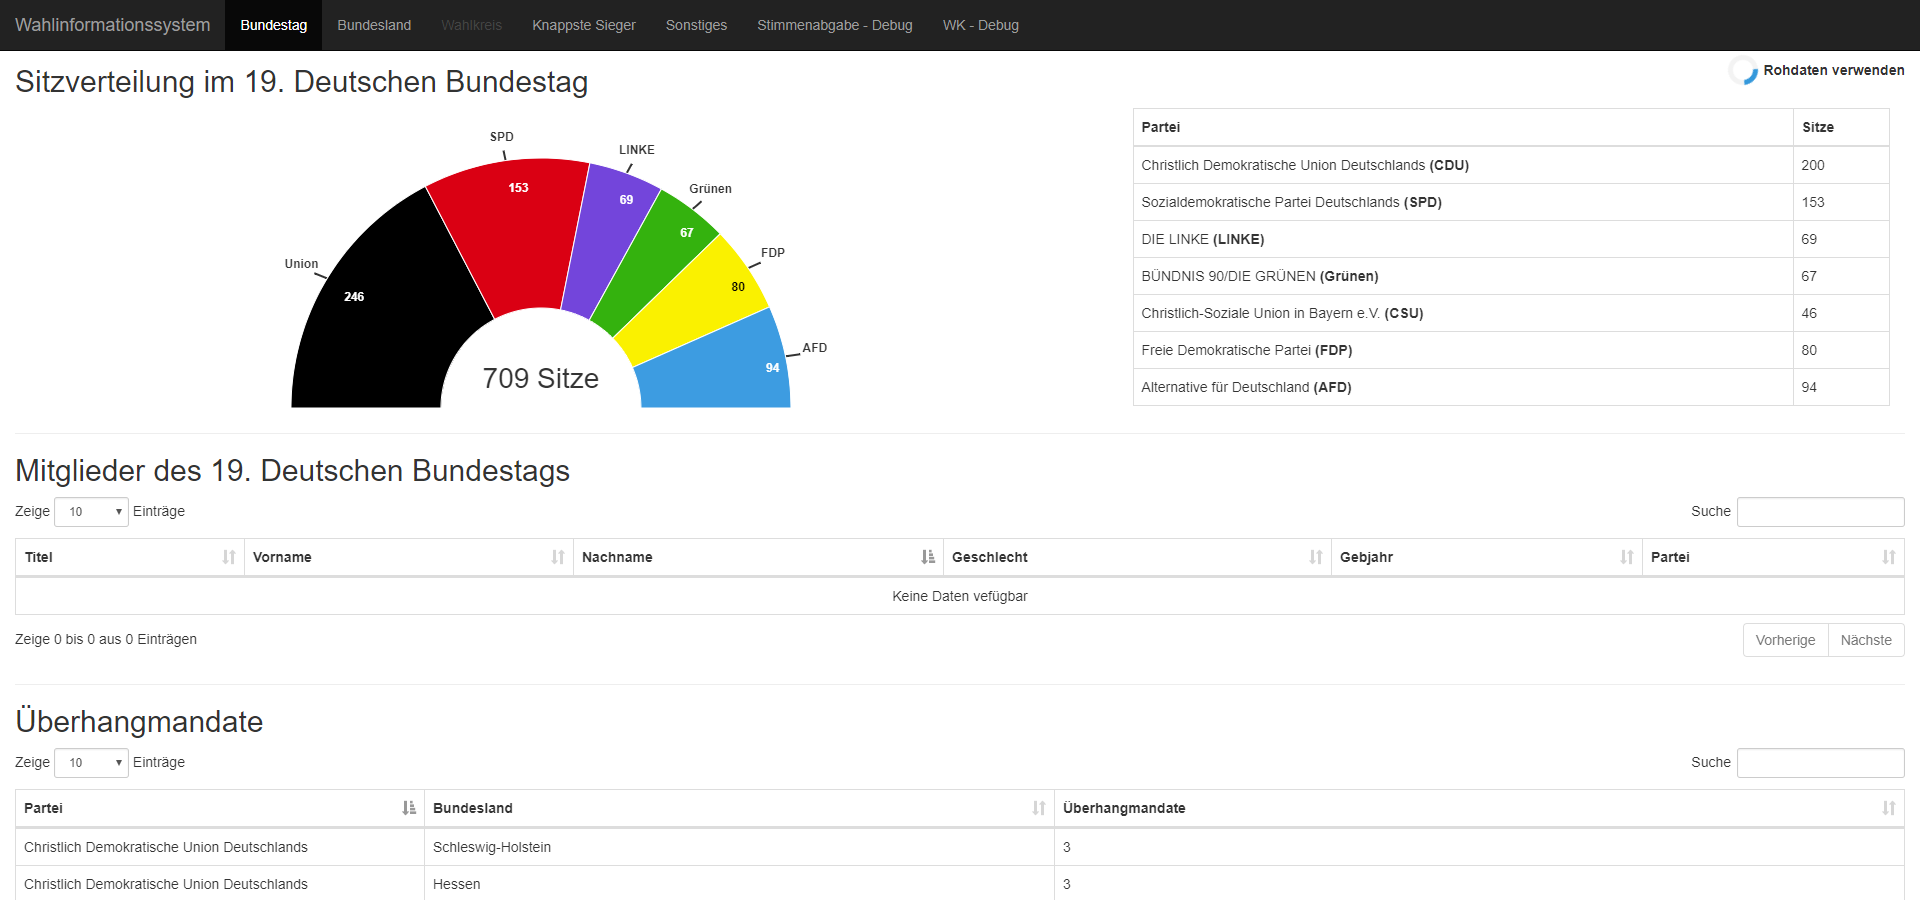 Wahlinformationssystem Bundestag Bundesland Wahlkreis Knappste Sieger Sonstiges Stimmenabgabe - Debug WK - Debug
Sitzverteilung im 19. Deutschen Bundestag
Rohdaten verwenden
SPD
LINKE
Grünen
FDP
AFD
Union
153
69
67
80
94
246
709 Sitze
Partei Sitze
Christlich Demokratische Union Deutschlands (CDU) 200
Sozialdemokratische Partei Deutschlands (SPD) 153
DIE LINKE (LINKE) 69
BÜNDNIS 90/DIE GRÜNEN (Grünen) 67
Christlich-Soziale Union in Bayern e.V. (CSU) 46
Freie Demokratische Partei (FDP) 80
Alternative für Deutschland (AFD) 94
Mitglieder des 19. Deutschen Bundestags
Zeige 10 Einträge Suche
Titel Vorname Nachname Geschlecht Gebjahr Partei
Keine Daten vefügbar
Zeige 0 bis 0 aus 0 Einträgen Vorherige Nächste
Überhangmandate
Zeige 10 Einträge Suche
Partei Bundesland Überhangmandate
Christlich Demokratische Union Deutschlands Schleswig-Holstein 3
Christlich Demokratische Union Deutschlands Hessen 3